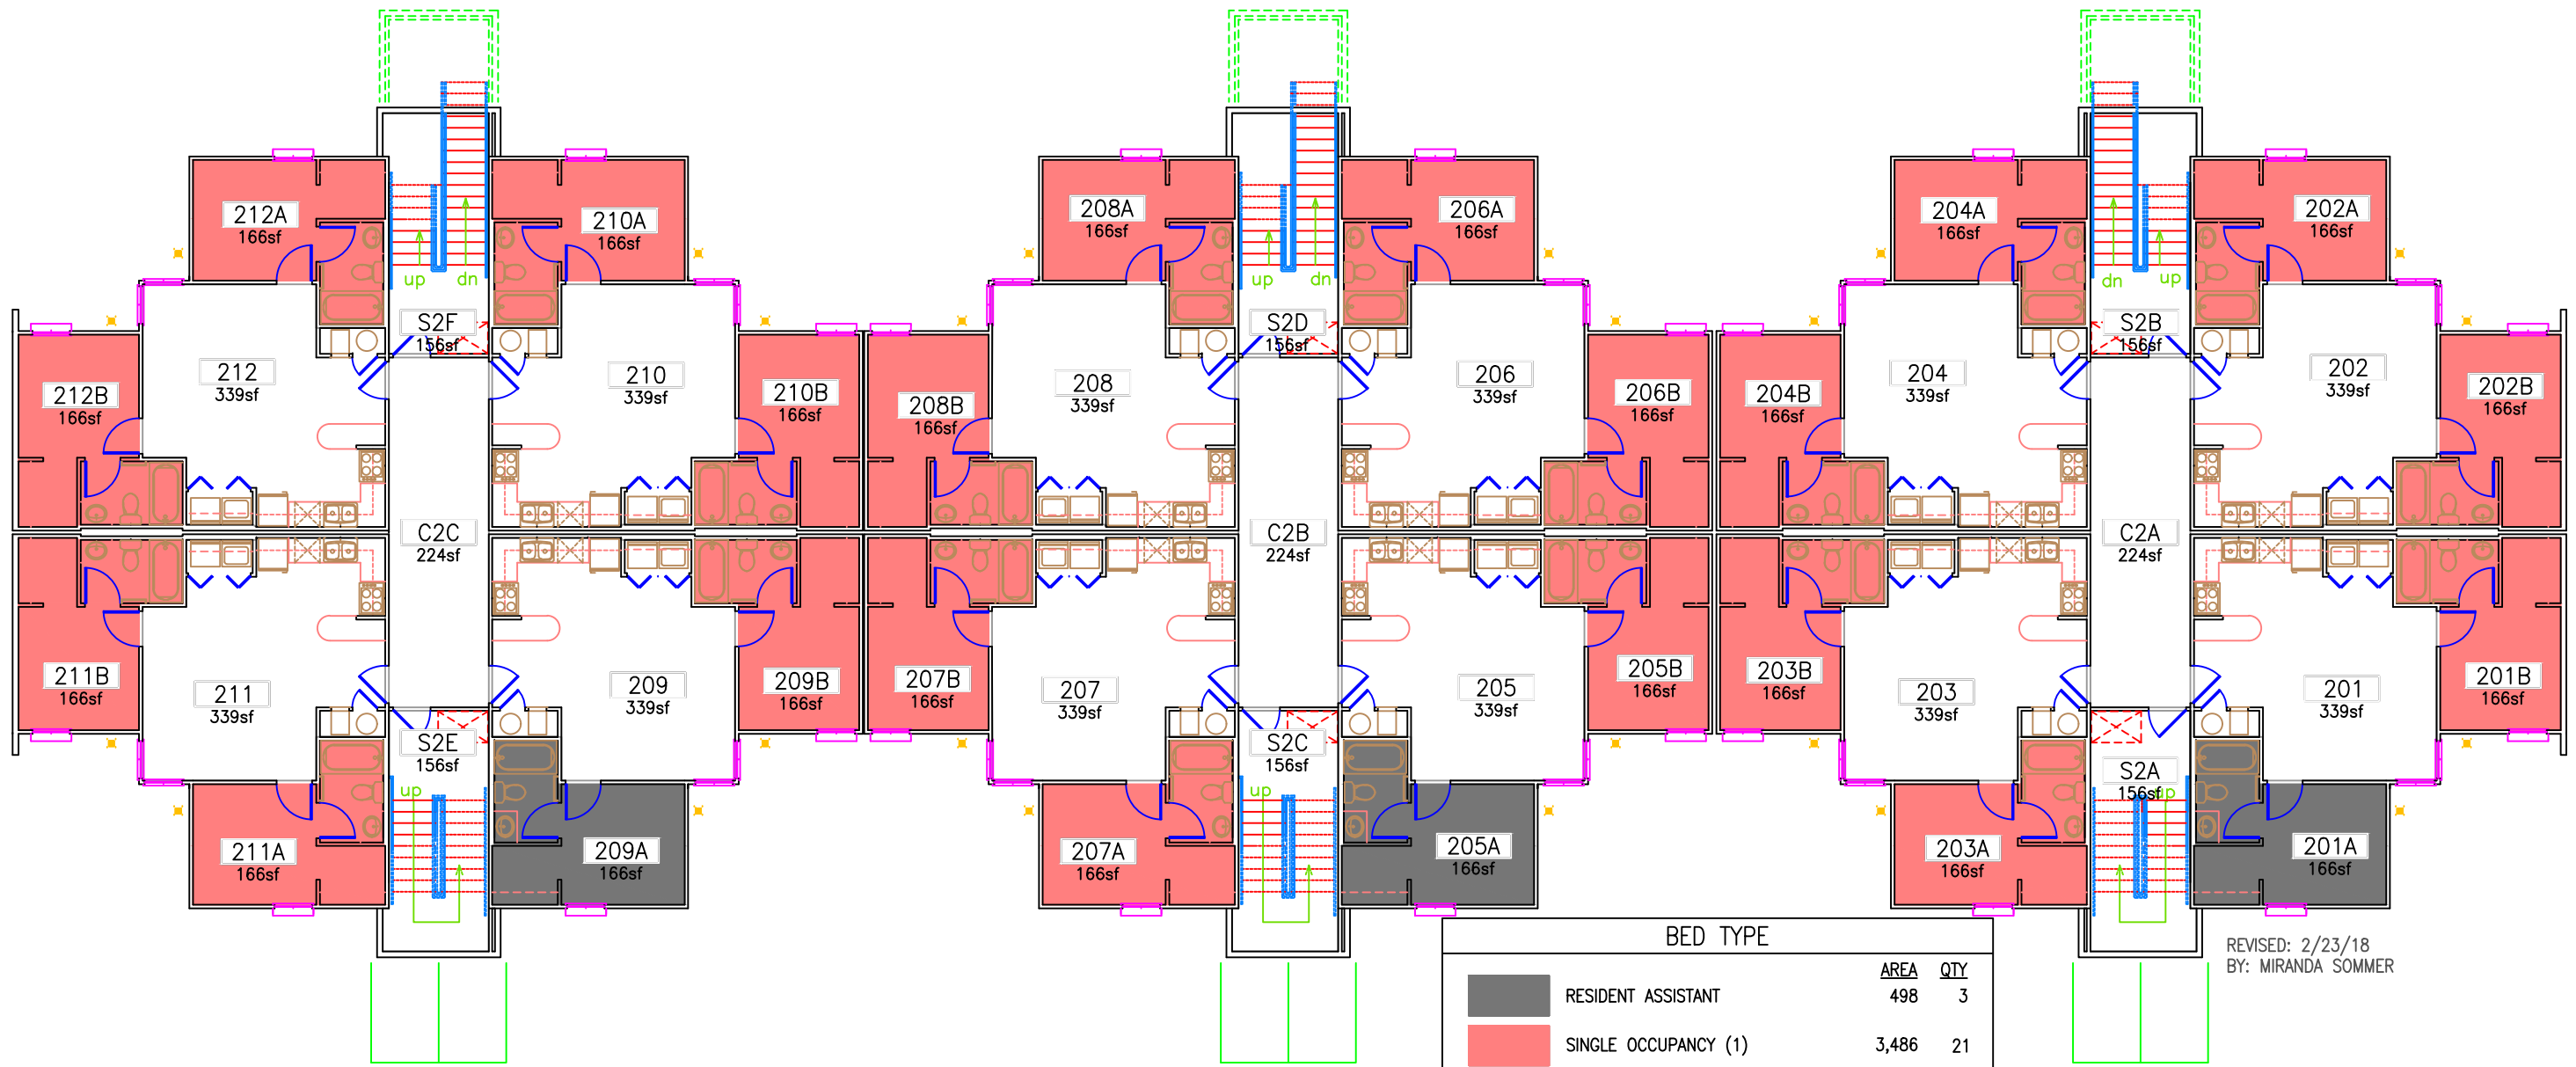 212A
166sf
210A
166sf
208A
166sf
206A
166sf
204A
166sf
202A
166sf
up
dn
up
dn
dn
up
S2F
156sf
S2D
156sf
S2B
156sf
212
339sf
210
339sf
208
339sf
206
339sf
204
339sf
202
339sf
212B
166sf
210B
166sf
208B
166sf
206B
166sf
204B
166sf
202B
166sf
C2C
224sf
C2B
224sf
C2A
224sf
211B
166sf
209B
166sf
207B
166sf
205B
166sf
203B
166sf
201B
166sf
211
339sf
209
339sf
207
339sf
205
339sf
203
339sf
201
339sf
S2E
156sf
S2C
156sf
S2A
156sf
up
up
up
211A
166sf
209A
166sf
207A
166sf
205A
166sf
203A
166sf
201A
166sf
BED TYPE
AREA QTY
RESIDENT ASSISTANT 498 3
SINGLE OCCUPANCY (1) 3,486 21
REVISED: 2/23/18
BY: MIRANDA SOMMER